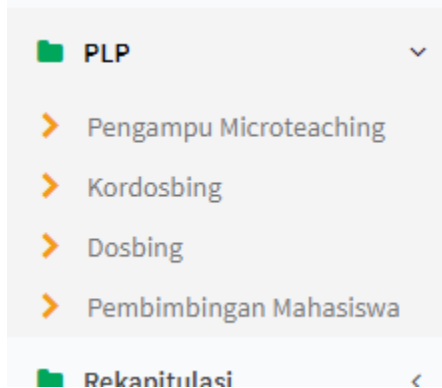 PLP
Pengampu Microteaching
Kordosbing
Dosbing
Pembimbingan Mahasiswa
Rekapitulasi